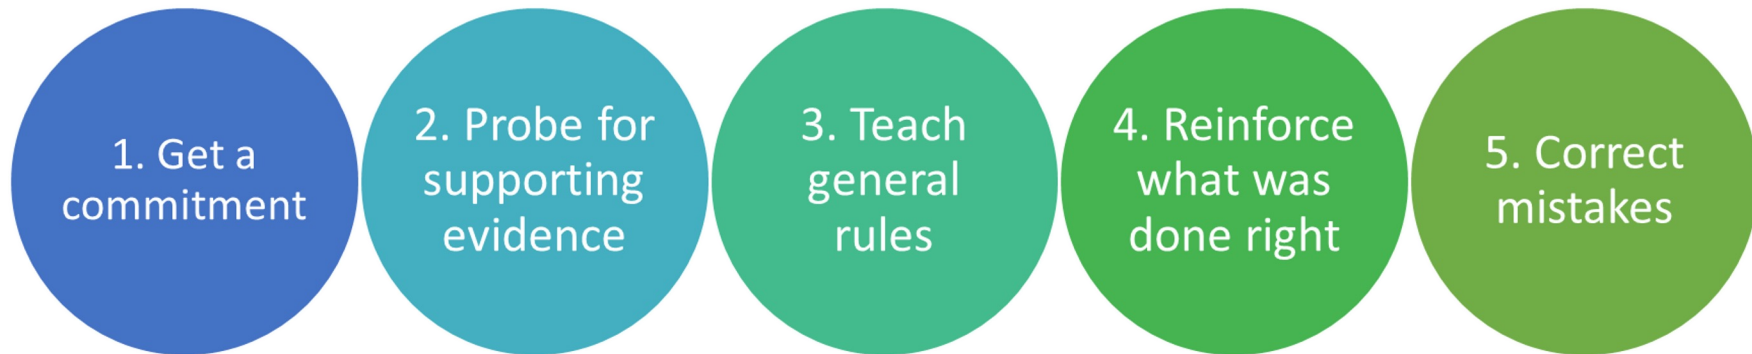 1. Get a
commitment
2. Probe for
supporting
evidence
3. Teach
general
rules
4. Reinforce
what was
done right
5. Correct
mistakes